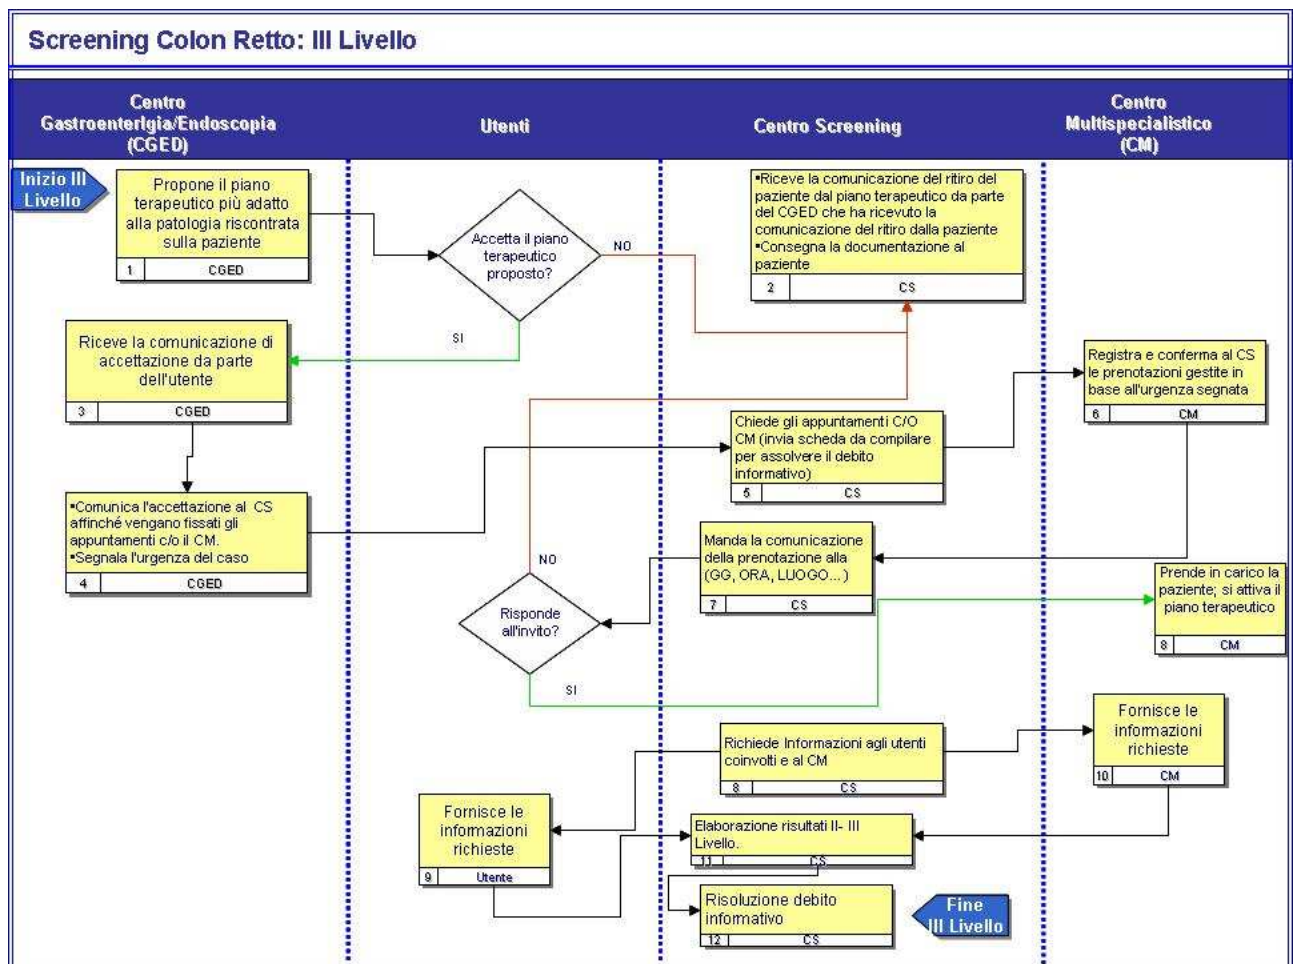 Screening Colon Retto: III Livello
Centro
Gastroenterlgia/Endoscopia
(CGED)
Utenti
Centro Screening
Centro
Multispecialistico
(CM)
Inizio III
Livello
Propone il piano
terapeutico più adatto
alla patologia riscontrata
sulla paziente
1 CGED
Accetta il piano
terapeutico
proposto?
NO
SI
▪Riceve la comunicazione del ritiro del
paziente dal piano terapeutico da parte
del CGED che ha ricevuto la
comunicazione del ritiro dalla paziente
▪Consegna la documentazione al
paziente
2 CS
Riceve la comunicazione di
accettazione da parte
dell'utente
3 CGED
Registra e conferma al CS
le prenotazioni gestite in
base all'urgenza segnata
6 CM
Chiede gli appuntamenti C/O
CM (invia scheda da compilare
per assolvere il debito
informativo)
5 CS
▪Comunica l'accettazione al CS
affinché vengano fissati gli
appuntamenti c/o il CM.
▪Segnala l'urgenza del caso
4 CGED
Manda la comunicazione
della prenotazione alla
(GG, ORA, LUOGO...)
7 CS
NO
Risponde
all'invito?
SI
Prende in carico la
paziente; si attiva il
piano terapeutico
8 CM
Richiede Informazioni agli utenti
coinvolti e al CM
8 CS
Fornisce le
informazioni
richieste
10 CM
Fornisce le
informazioni
richieste
9 Utente
Elaborazione risultati II- III
Livello.
11 CS
Risoluzione debito
informativo
12 CS
Fine
III Livello